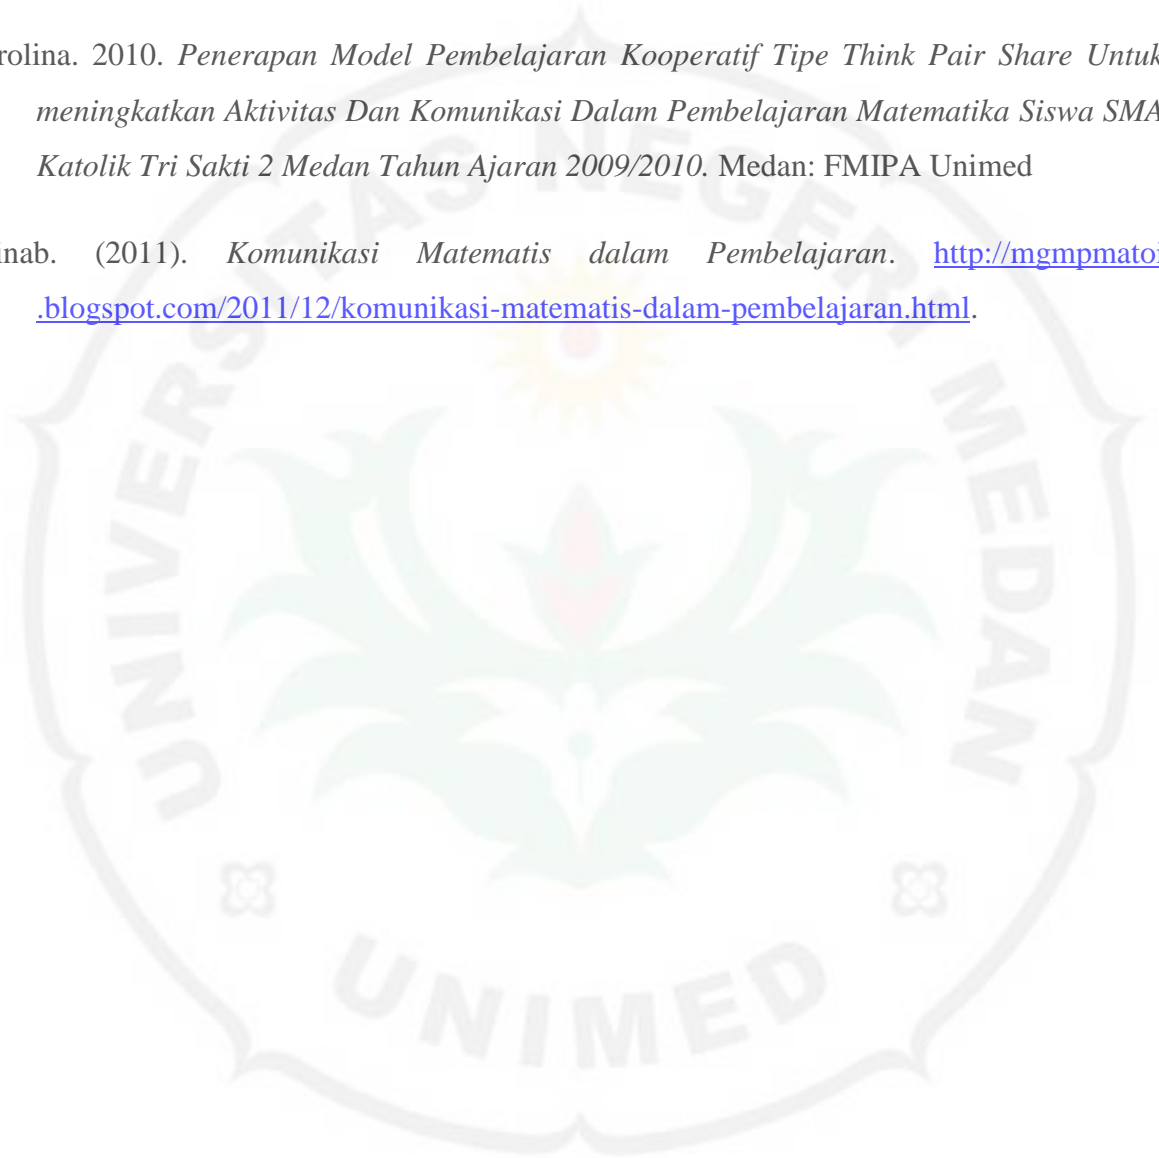 rolina. 2010. Penerapan Model Pembelajaran Kooperatif Tipe Think Pair Share Untuk
meningkatkan Aktivitas Dan Komunikasi Dalam Pembelajaran Matematika Siswa SMA
Katolik Tri Sakti 2 Medan Tahun Ajaran 2009/2010. Medan: FMIPA Unimed
inab. (2011). Komunikasi Matematis dalam Pembelajaran. http://mgmpmatoi
.blogspot.com/2011/12/komunikasi-matematis-dalam-pembelajaran.html.
UNIVERSITAS NEGERI MEDAN
UNIMED